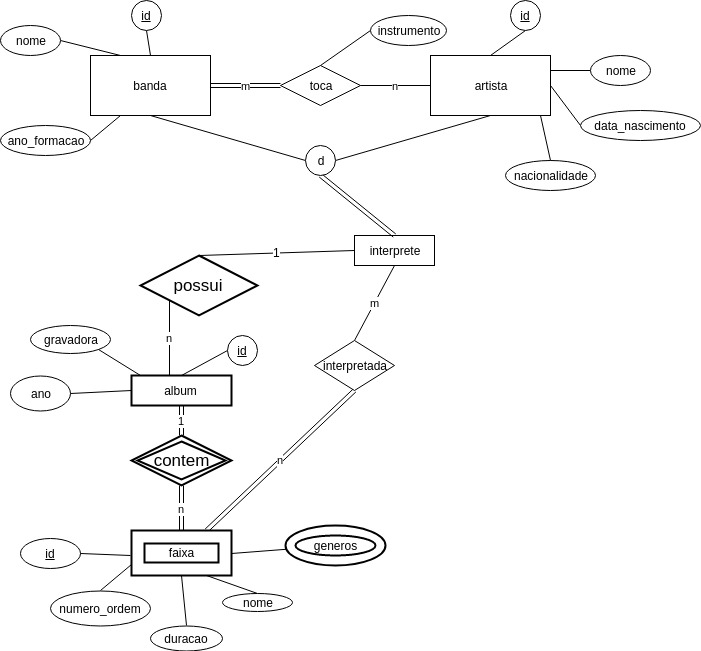 id
id
nome
instrumento
banda
m
toca
n
artista
nome
data_nascimento
ano_formacao
d
nacionalidade
1
interprete
possui
m
n
gravadora
id
interpretada
ano
album
1
contem
n
n
generos
id
faixa
numero_ordem
nome
duracao